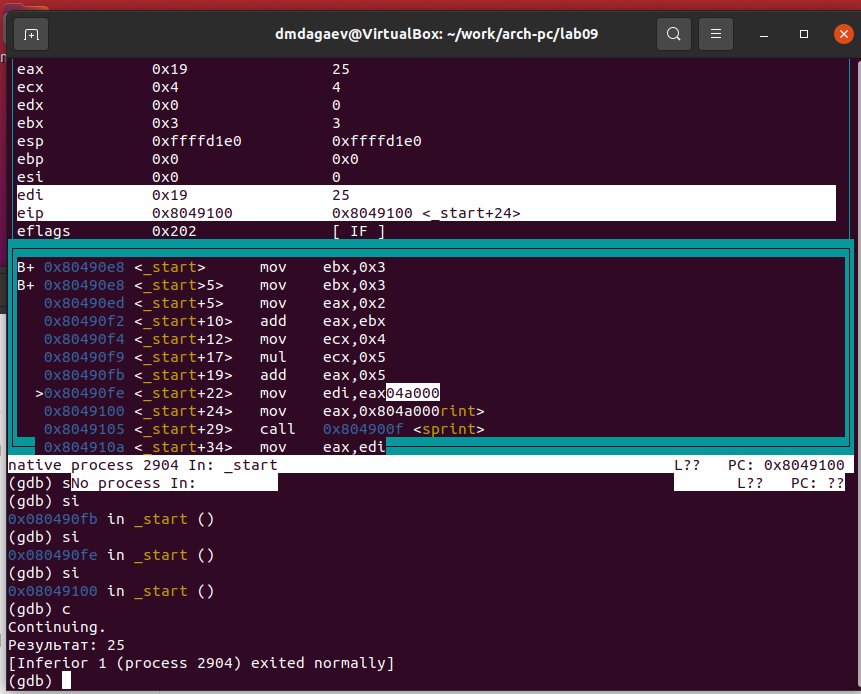 dmdagaev@VirtualBox: ~/work/arch-pc/lab09
eax 0x19 25
ecx 0x4 4
edx 0x0 0
ebx 0x3 3
esp 0xffffd1e0 0xffffd1e0
ebp 0x0 0x0
esi 0x0 0
edi 0x19 25
eip 0x8049100 0x8049100 <_start+24>
eflags 0x202 [ IF ]
B+ 0x80490e8 <_start> mov ebx,0x3
B+ 0x80490e8 <_start>5> mov ebx,0x3
0x80490ed <_start+5> mov eax,0x2
0x80490f2 <_start+10> add eax,ebx
0x80490f4 <_start+12> mov ecx,0x4
0x80490f9 <_start+17> mul ecx,0x5
0x80490fb <_start+19> add eax,0x5
>0x80490fe <_start+22> mov edi,eax04a000
0x8049100 <_start+24> mov eax,0x804a000rint>
0x8049105 <_start+29> call 0x804900f <sprint>
0x804910a <_start+34> mov eax,edi
native process 2904 In: _start L?? PC: 0x8049100
(gdb) sNo process In: L?? PC: ??
(gdb) si
0x080490fb in _start ()
(gdb) si
0x080490fe in _start ()
(gdb) si
0x08049100 in _start ()
(gdb) c
Continuing.
Результат: 25
[Inferior 1 (process 2904) exited normally]
(gdb)